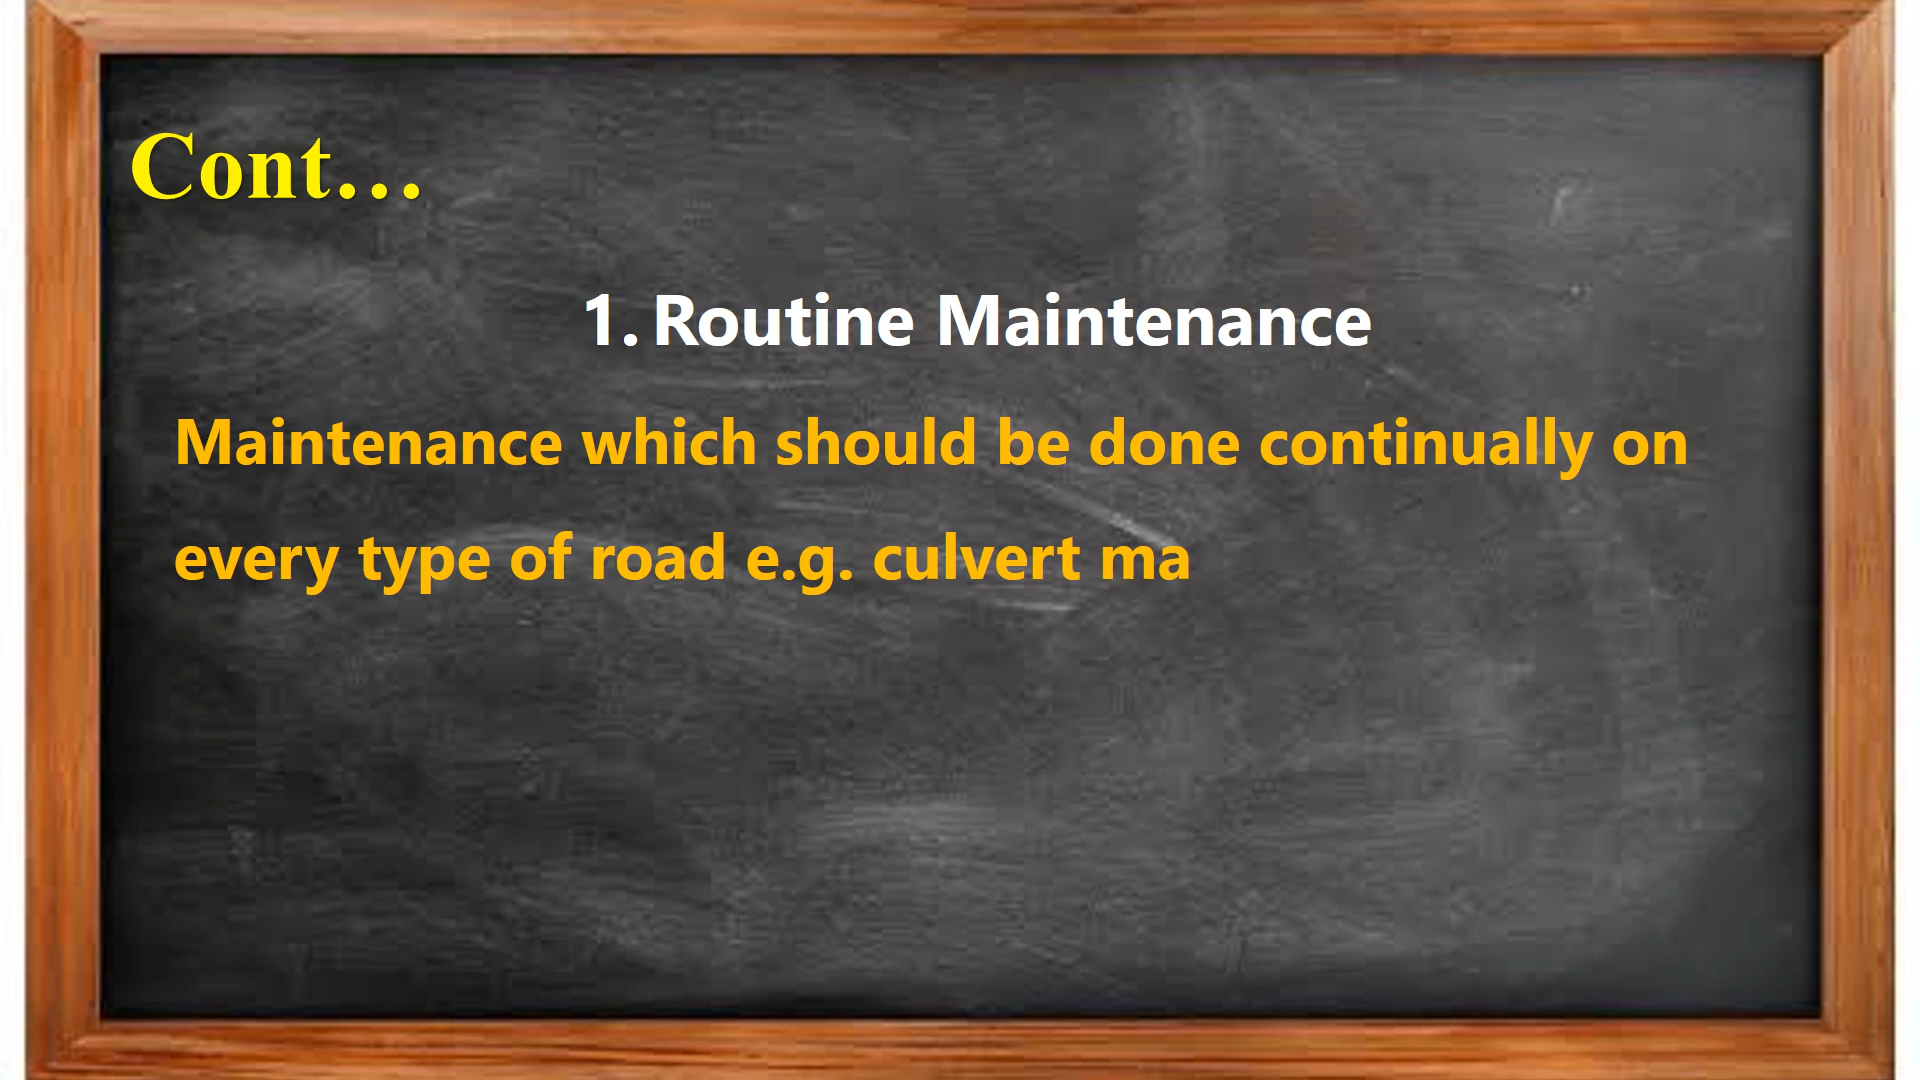 Cont…
1. Routine Maintenance
Maintenance which should be done continually on
every type of road e.g. culvert ma